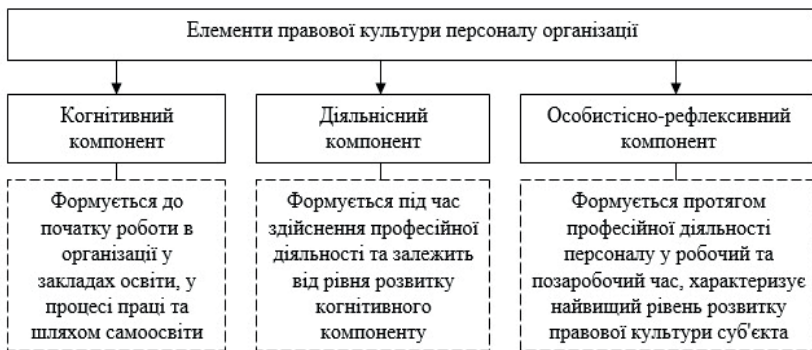 Елементи правової культури персоналу організації
Когнітивний
компонент
Діяльнісний
компонент
Особистісно-рефлексивний
компонент
Формується до
початку роботи в
організації у
закладах освіти, у
процесі праці та
шляхом самоосвіти
Формується під час
здійснення професійної
діяльності та залежить
від рівня розвитку
когнітивного
компоненту
Формується протягом
професійної діяльності
персоналу у робочий та
позаробочий час, характеризує
найвищий рівень розвитку
правової культури суб'єкта